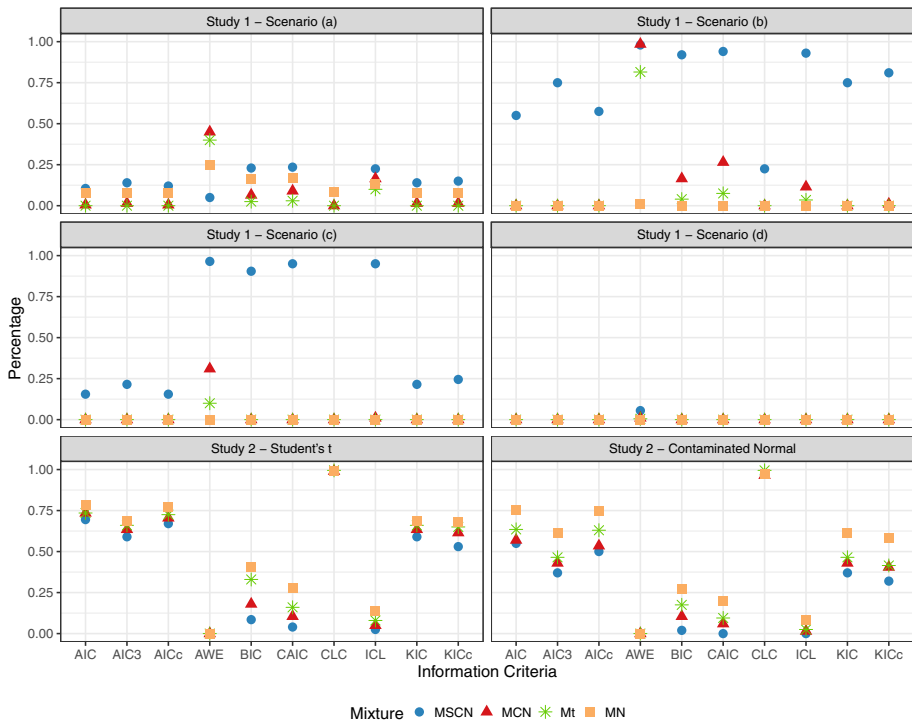 Study 1 − Scenario (a)
Study 1 − Scenario (b)
1.00
0.75
0.50
0.25
0.00
Study 1 − Scenario (c)
Study 1 − Scenario (d)
1.00
0.75
0.50
0.25
0.00
Percentage
Study 2 − Student's t
Study 2 − Contaminated Normal
1.00
0.75
0.50
0.25
0.00
AIC AIC3 AICc AWE BIC CAIC CLC ICL KIC KICc
AIC AIC3 AICc AWE BIC CAIC CLC ICL KIC KICc
Information Criteria
Mixture MSCN MCN Mt MN